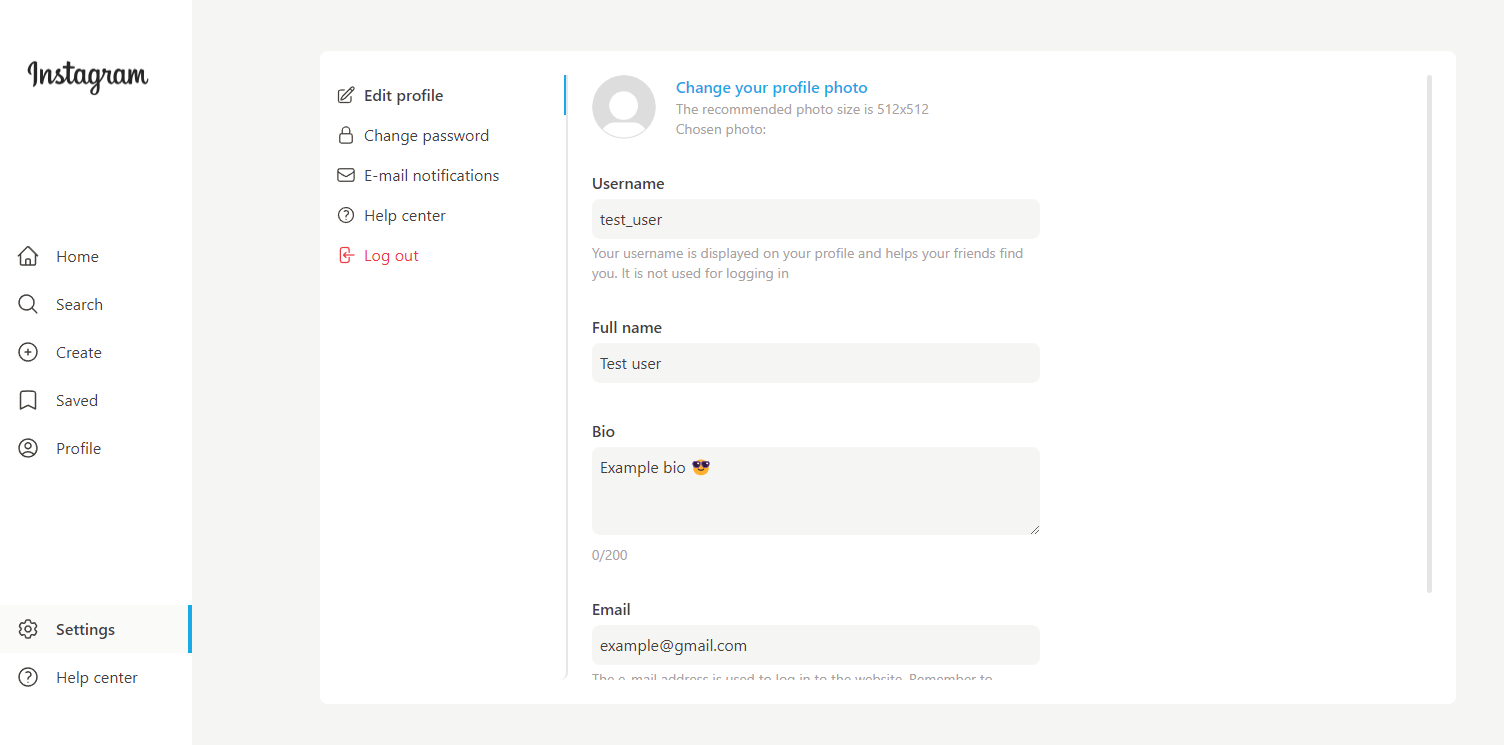 Instagram
Home
Search
Create
Saved
Profile
Settings
Help center
Edit profile
Change password
E-mail notifications
Help center
Log out
Change your profile photo
The recommended photo size is 512x512
Chosen photo:
Username
test_user
Your username is displayed on your profile and helps your friends find
you. It is not used for logging in
Full name
Test user
Bio
Example bio 😎
0/200
Email
example@gmail.com
The e-mail address is used to log in to the website. Remember to